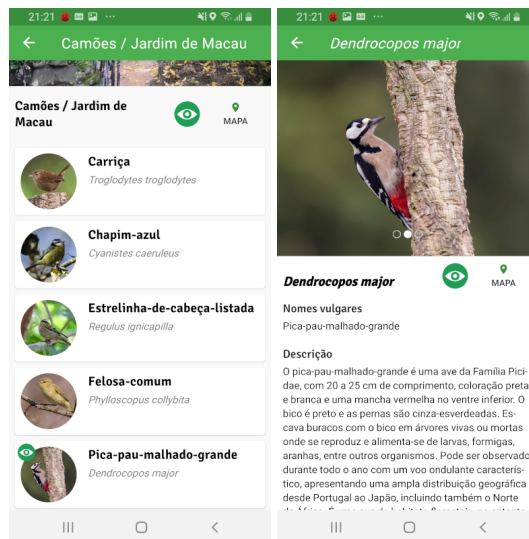 21:21
Camões / Jardim de Macau
Camões / Jardim de
Macau
MAPA
Carriça
Troglodytes troglodytes
Chapim-azul
Cyanistes caeruleus
Estrelinha-de-cabeça-listada
Regulus ignicapilla
Felosa-comum
Phylloscopus collybita
Pica-pau-malhado-grande
Dendrocopos major
21:21
Dendrocopos major
Dendrocopos major
MAPA
Nomes vulgares
Pica-pau-malhado-grande
Descrição
O pica-pau-malhado-grande é uma ave da Família Pici-
dae, com 20 a 25 cm de comprimento, coloração preta
e branca e uma mancha vermelha no ventre inferior. O
bico é preto e as pernas são cinza-esverdeadas. Es-
cava buracos com o bico em árvores vivas ou mortas
onde se reproduz e alimenta-se de larvas, formigas,
aranhas, entre outros organismos. Pode ser observado
durante todo o ano com um voo ondulante caracterís-
tico, apresentando uma ampla distribuição geográfica
desde Portugal ao Japão, incluindo também o Norte